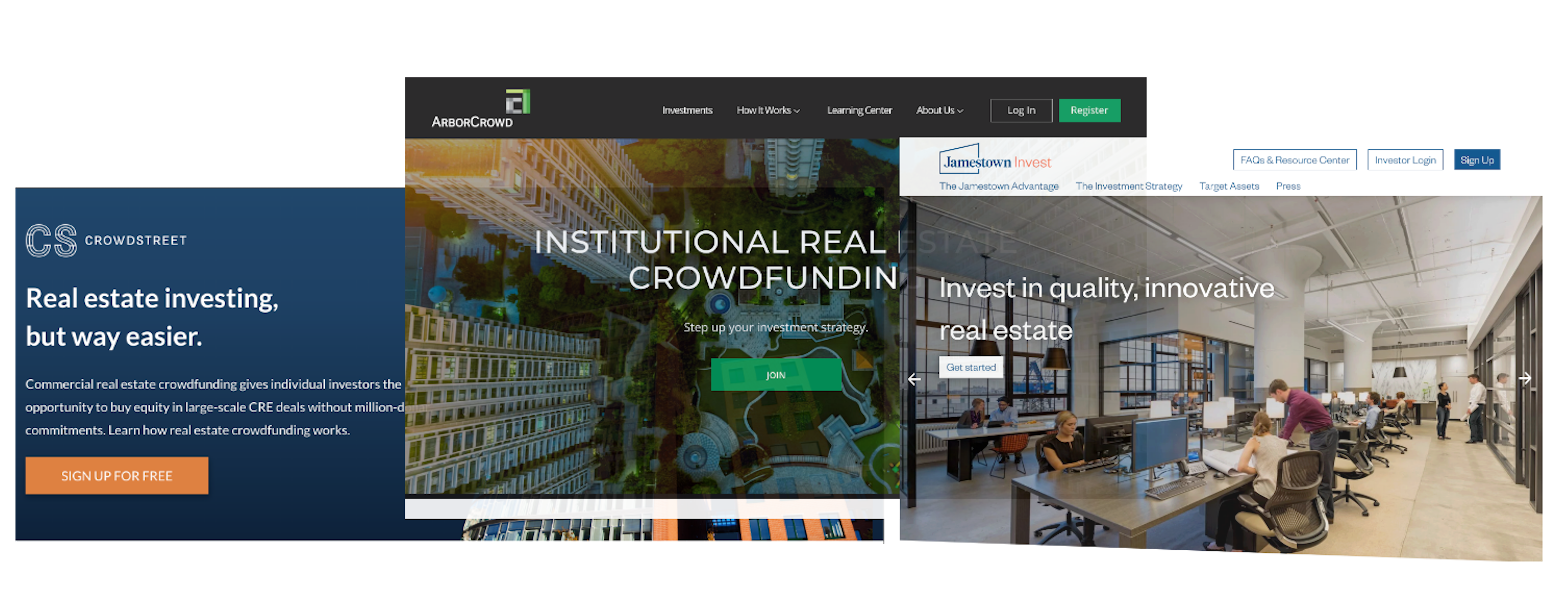 CS CROWDSTREET
Real estate investing,
but way easier.
Commercial real estate crowdfunding gives individual investors the
opportunity to buy equity in large-scale CRE deals without million-d
commitments. Learn how real estate crowdfunding works.
SIGN UP FOR FREE
ARBORCROWD
Investments How It Works Learning Center About Us Log In Register
INSTITUTIONAL REAL ESTATE
CROWDFUNDING
Step up your investment strategy.
JOIN
Jamestown Invest
FAQs & Resource Center Investor Login Sign Up
The Jamestown Advantage The Investment Strategy Target Assets Press
Invest in quality, innovative
real estate
Get started